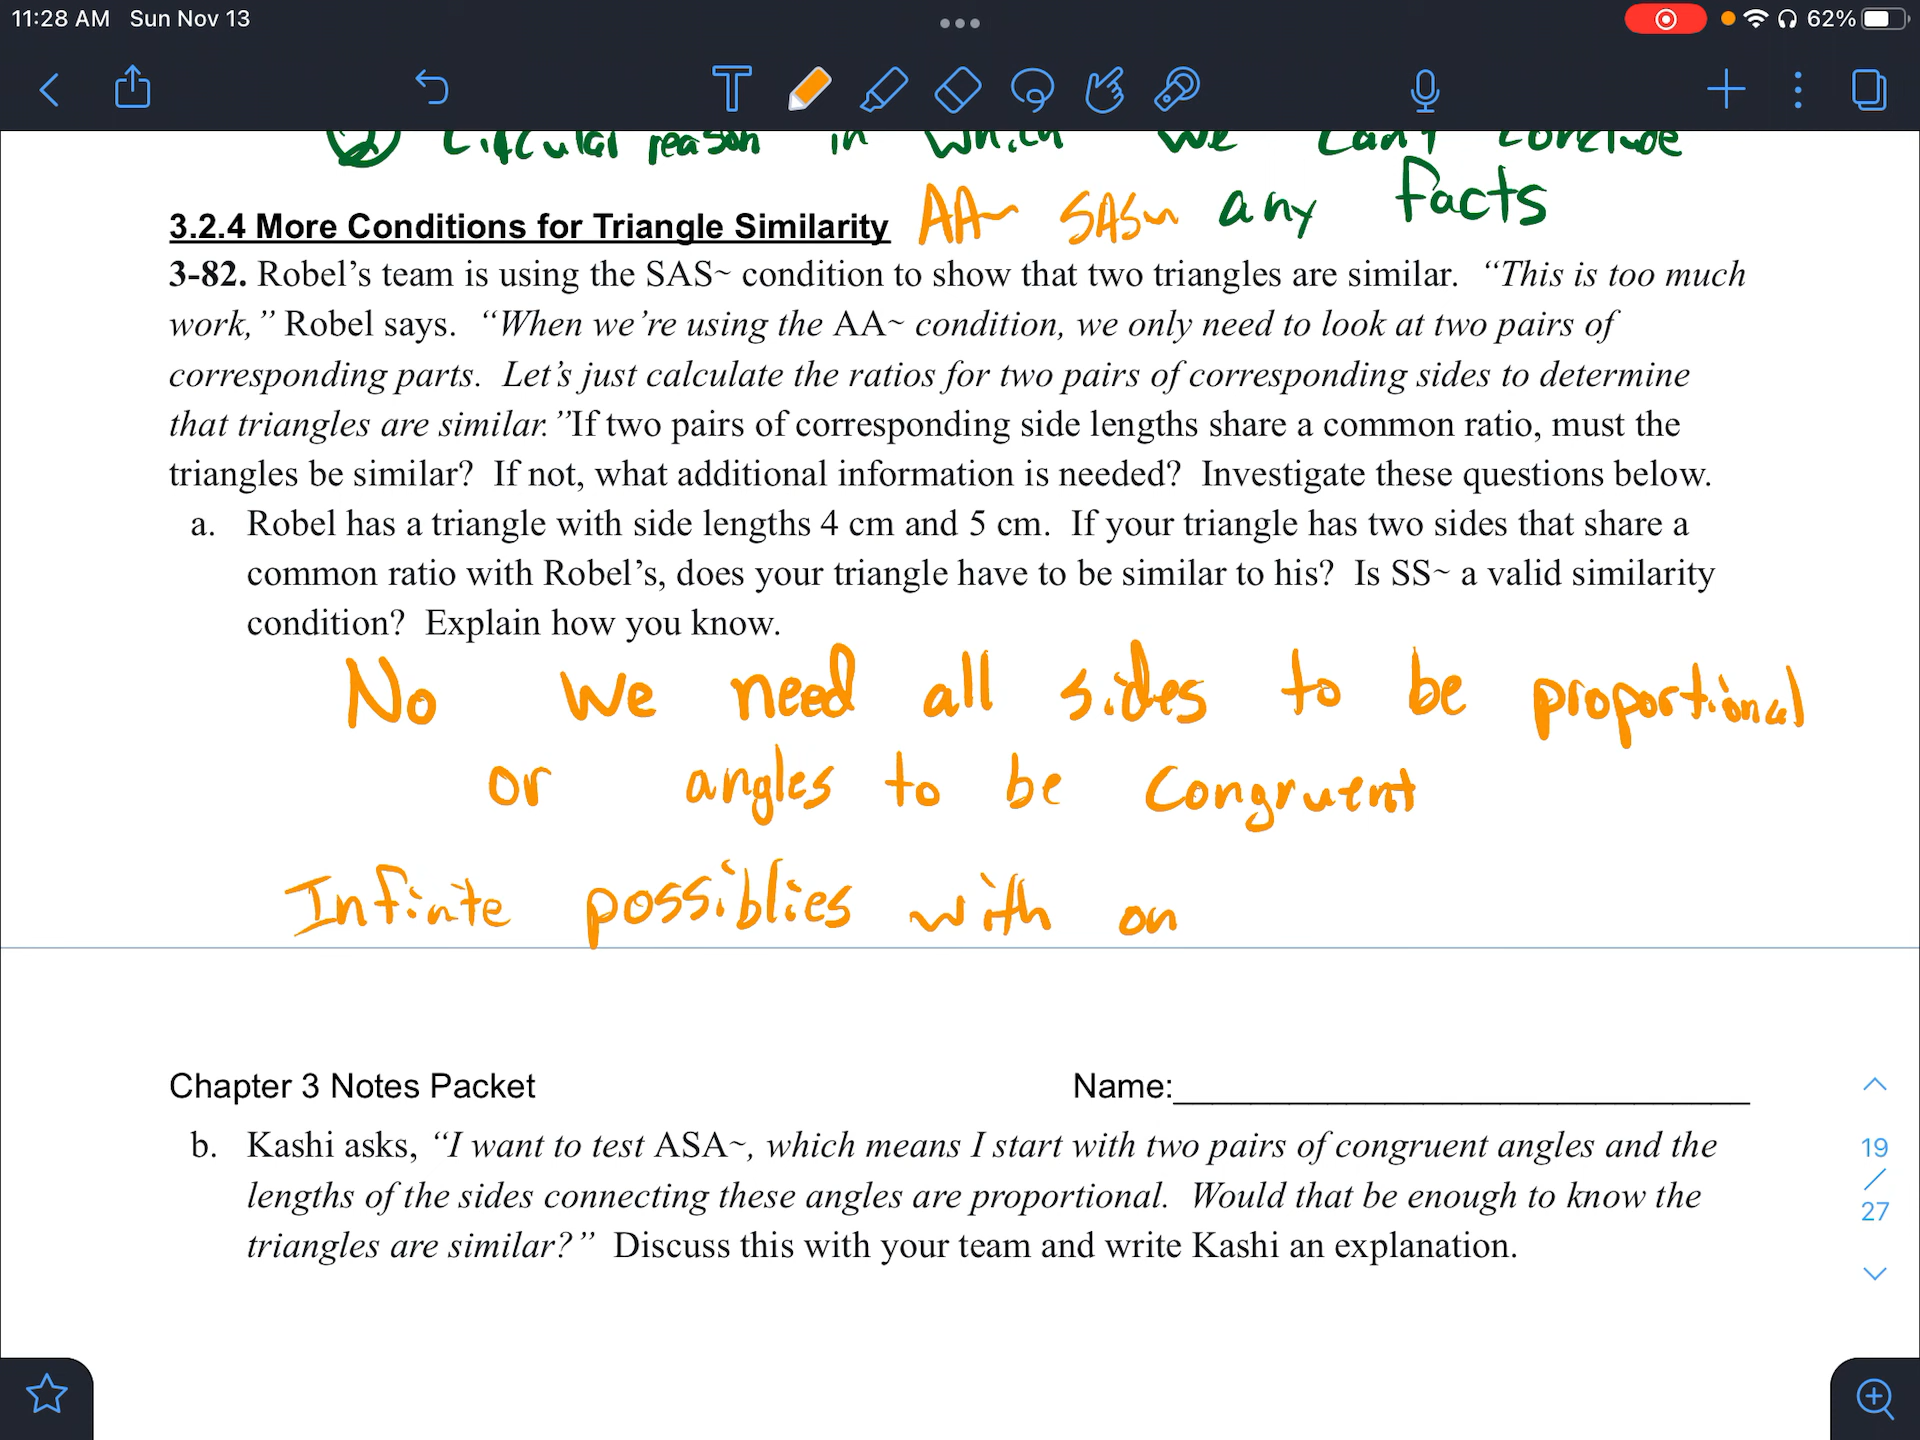 11:28 AM Sun Nov 13
62%
Circular reason in which we can't conclude
any facts
3.2.4 More Conditions for Triangle Similarity AA~ SAS~
3-82. Robel’s team is using the SAS~ condition to show that two triangles are similar. “This is too much
work,” Robel says. “When we’re using the AA~ condition, we only need to look at two pairs of
corresponding parts. Let’s just calculate the ratios for two pairs of corresponding sides to determine
that triangles are similar.”If two pairs of corresponding side lengths share a common ratio, must the
triangles be similar? If not, what additional information is needed? Investigate these questions below.
a. Robel has a triangle with side lengths 4 cm and 5 cm. If your triangle has two sides that share a
common ratio with Robel’s, does your triangle have to be similar to his? Is SS~ a valid similarity
condition? Explain how you know.
No We need all sides to be proportional
or angles to be congruent
Infinte possiblies with on
Chapter 3 Notes Packet Name:
b. Kashi asks, “I want to test ASA~, which means I start with two pairs of congruent angles and the
lengths of the sides connecting these angles are proportional. Would that be enough to know the
triangles are similar?” Discuss this with your team and write Kashi an explanation.
19
/
27